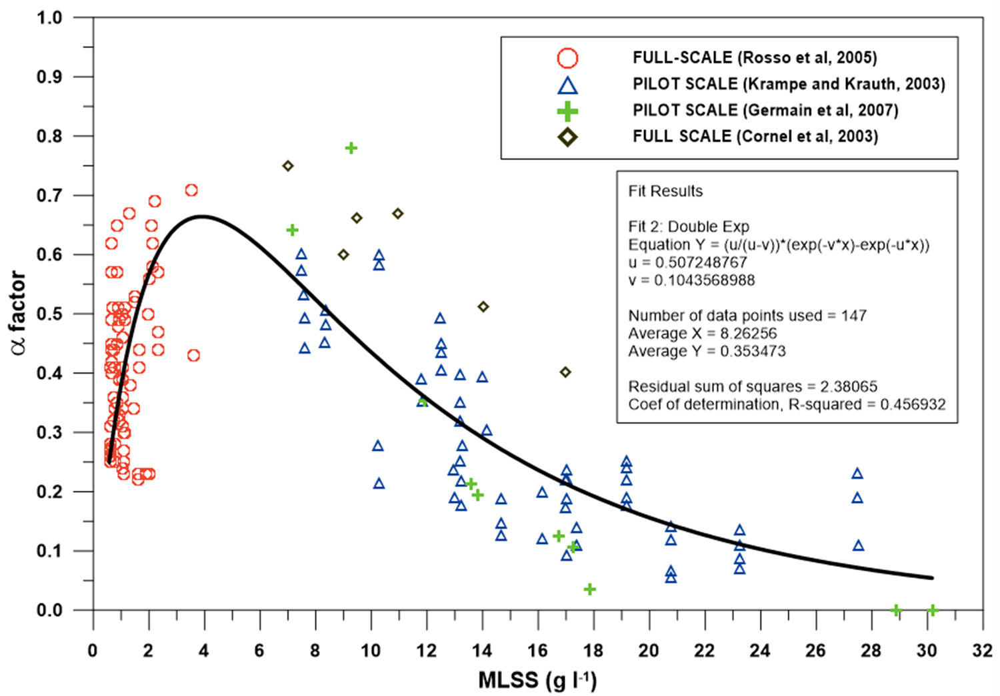 1.0
0.9
0.8
0.7
0.6
0.5
0.4
0.3
0.2
0.1
0.0
α factor
FULL-SCALE (Rosso et al, 2005)
PILOT SCALE (Krampe and Krauth, 2003)
PILOT SCALE (Germain et al, 2007)
FULL SCALE (Cornel et al, 2003)
Fit Results
Fit 2: Double Exp
Equation Y = (u/(u-v))*(exp(-v*x)-exp(-u*x))
u = 0.507248767
v = 0.1043568988
Number of data points used = 147
Average X = 8.26256
Average Y = 0.353473
Residual sum of squares = 2.38065
Coef of determination, R-squared = 0.456932
0 2 4 6 8 10 12 14 16 18 20 22 24 26 28 30 32
MLSS (g l⁻¹)